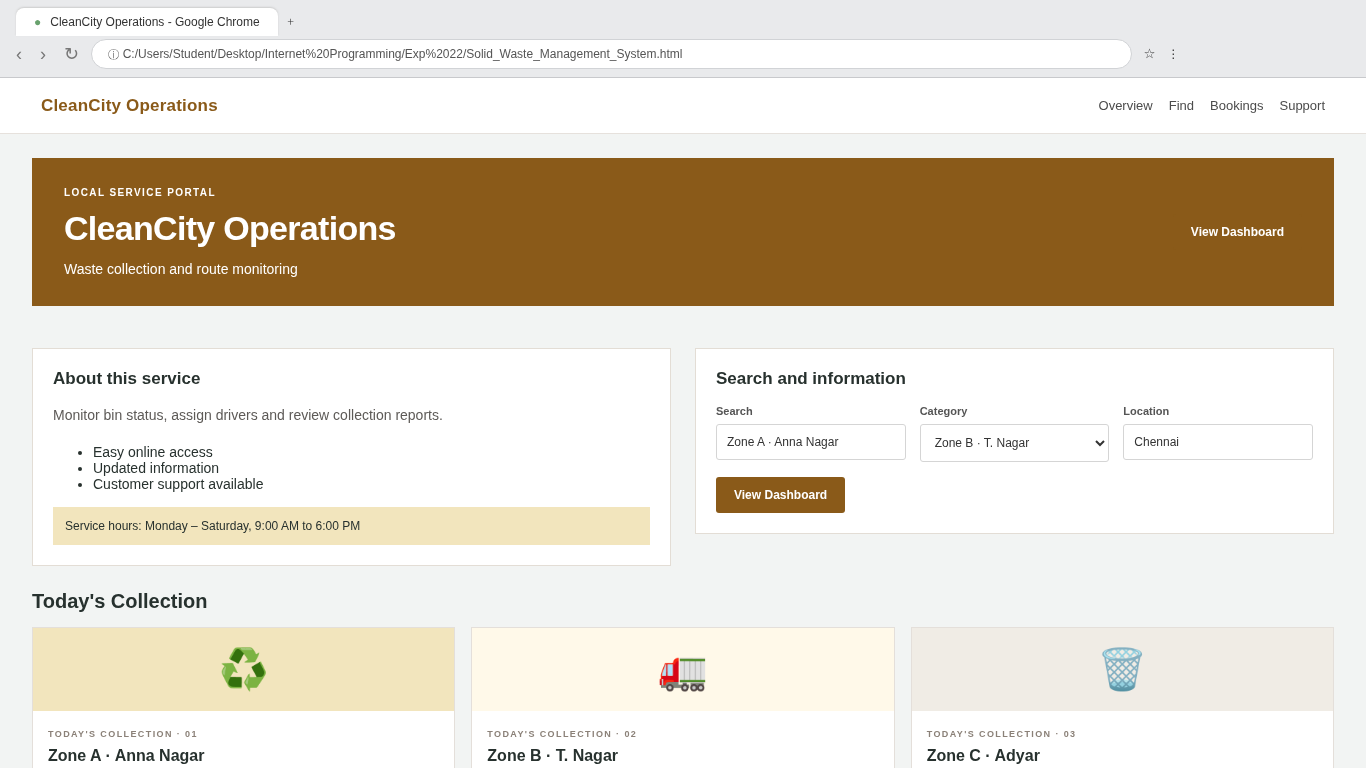 CleanCity Operations - Google Chrome
C:/Users/Student/Desktop/Internet%20Programming/Exp%2022/Solid_Waste_Management_System.html
CleanCity Operations
Overview Find Bookings Support
LOCAL SERVICE PORTAL
CleanCity Operations
Waste collection and route monitoring
View Dashboard
About this service
Monitor bin status, assign drivers and review collection reports.
• Easy online access
• Updated information
• Customer support available
Service hours: Monday – Saturday, 9:00 AM to 6:00 PM
Search and information
Search Category Location
Zone A · Anna Nagar Zone B · T. Nagar Chennai
View Dashboard
Today's Collection
TODAY'S COLLECTION · 01
Zone A · Anna Nagar
TODAY'S COLLECTION · 02
Zone B · T. Nagar
TODAY'S COLLECTION · 03
Zone C · Adyar